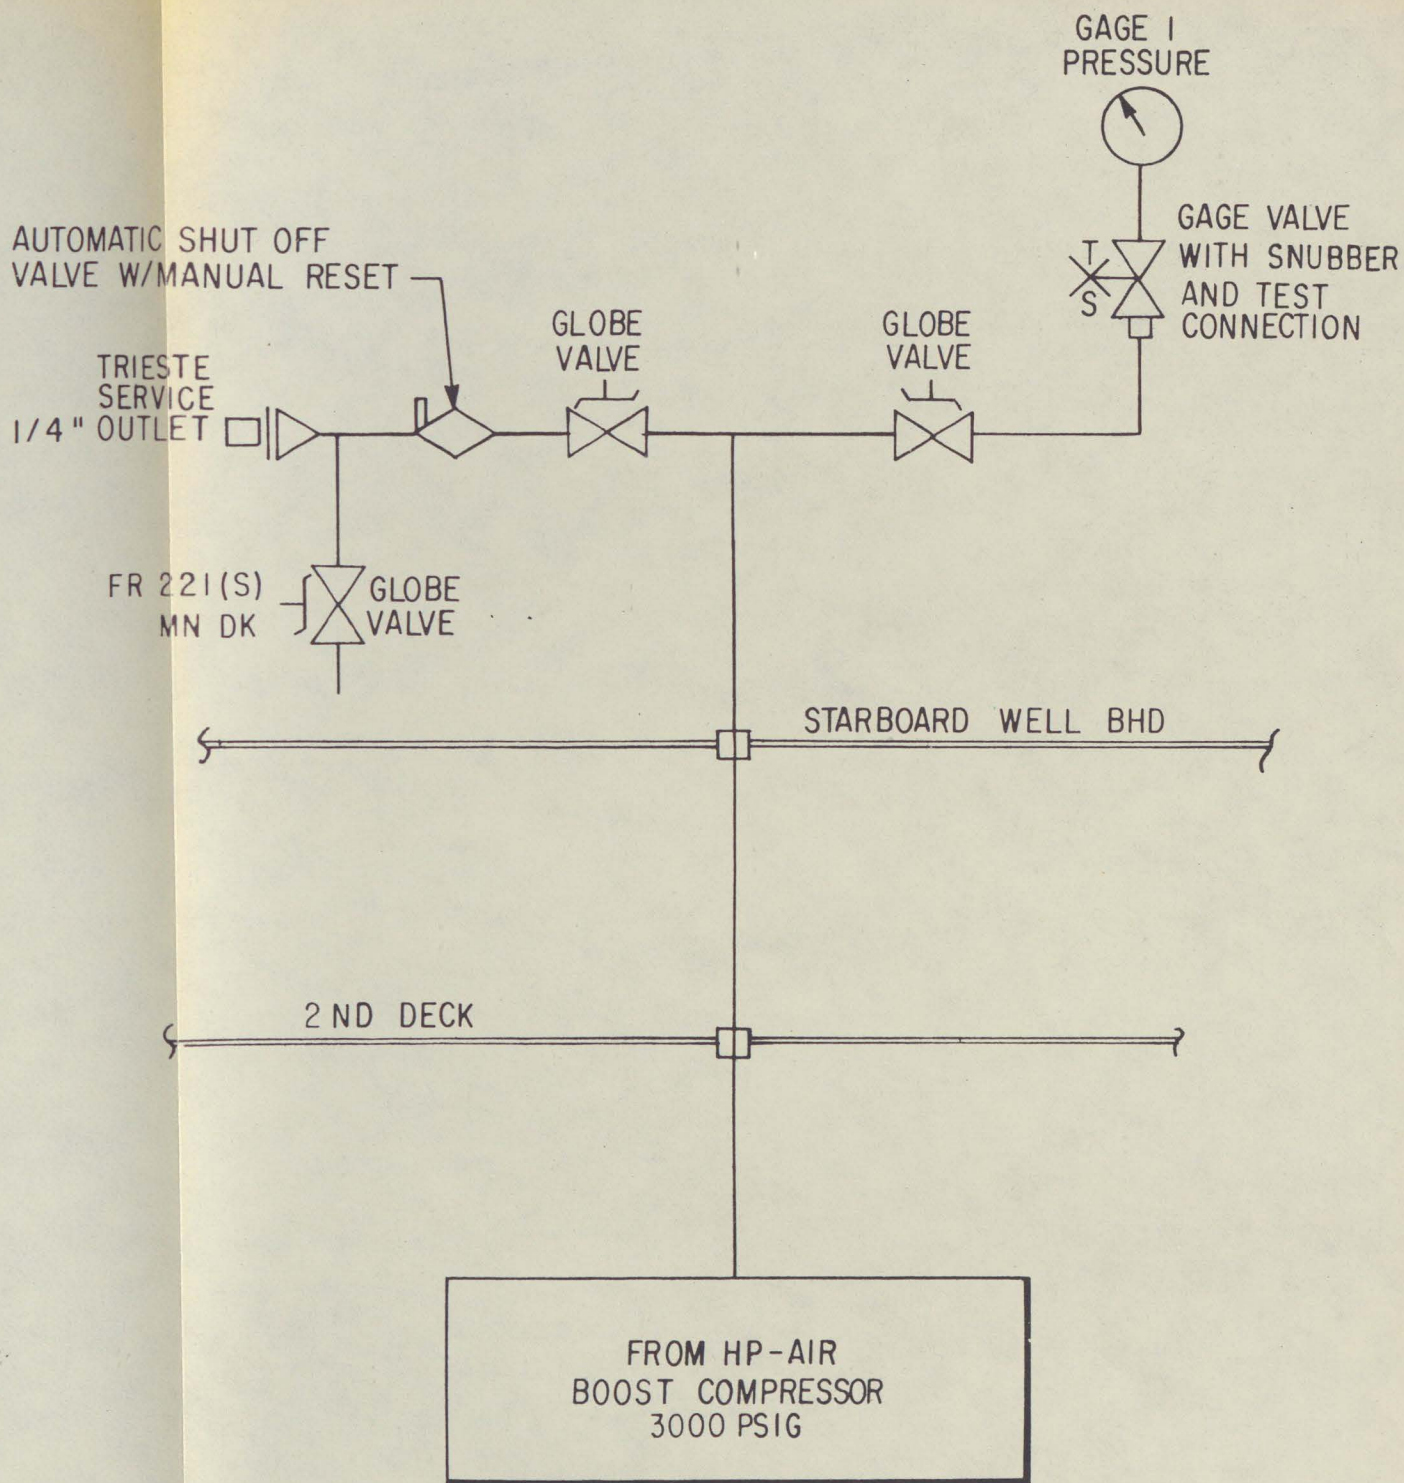 GAGE 1
PRESSURE
GAGE VALVE
WITH SNUBBER
AND TEST
CONNECTION
T
S
AUTOMATIC SHUT OFF
VALVE W/MANUAL RESET
GLOBE
VALVE
GLOBE
VALVE
TRIESTE
SERVICE
1/4" OUTLET
FR 221(S)
MN DK
GLOBE
VALVE
STARBOARD WELL BHD
2 ND DECK
FROM HP-AIR
BOOST COMPRESSOR
3000 PSIG